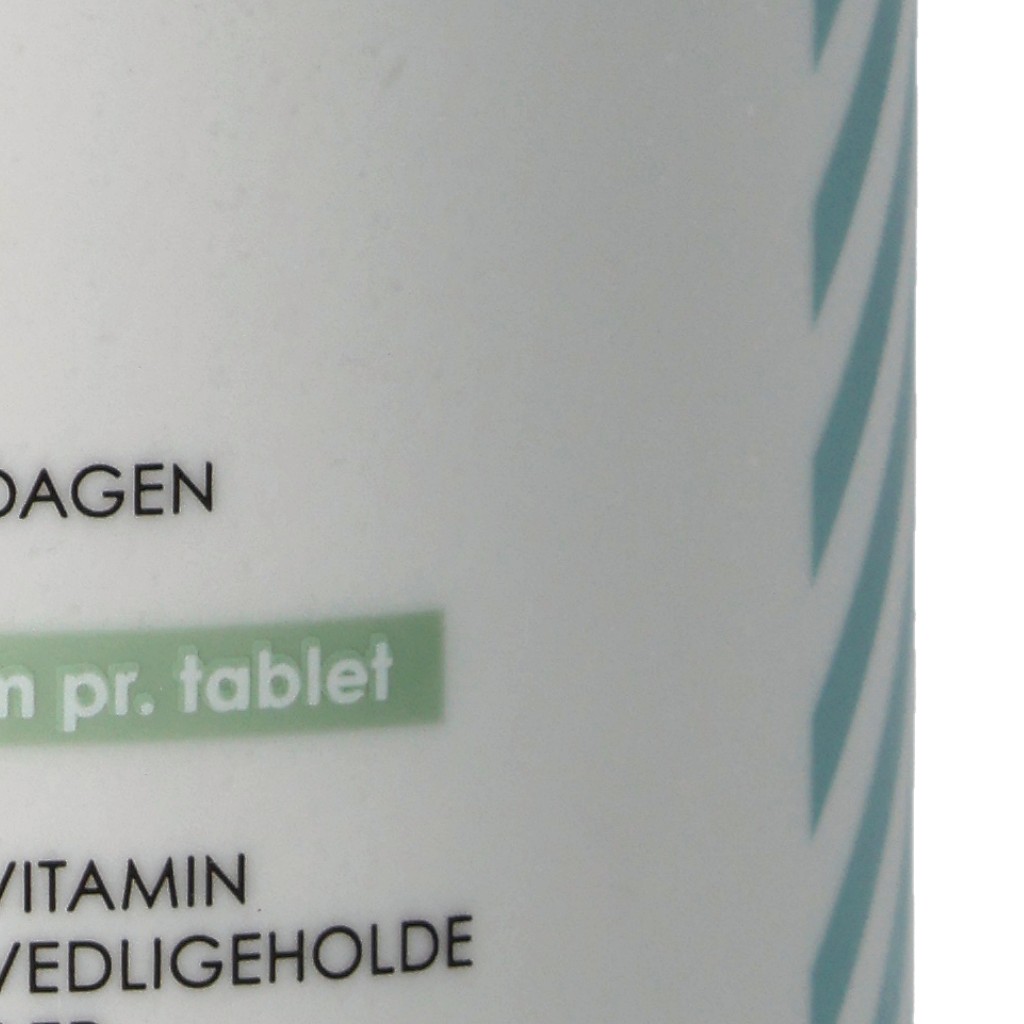 DAGEN
pr. tablet
VITAMIN
VEDLIGEHOLDE